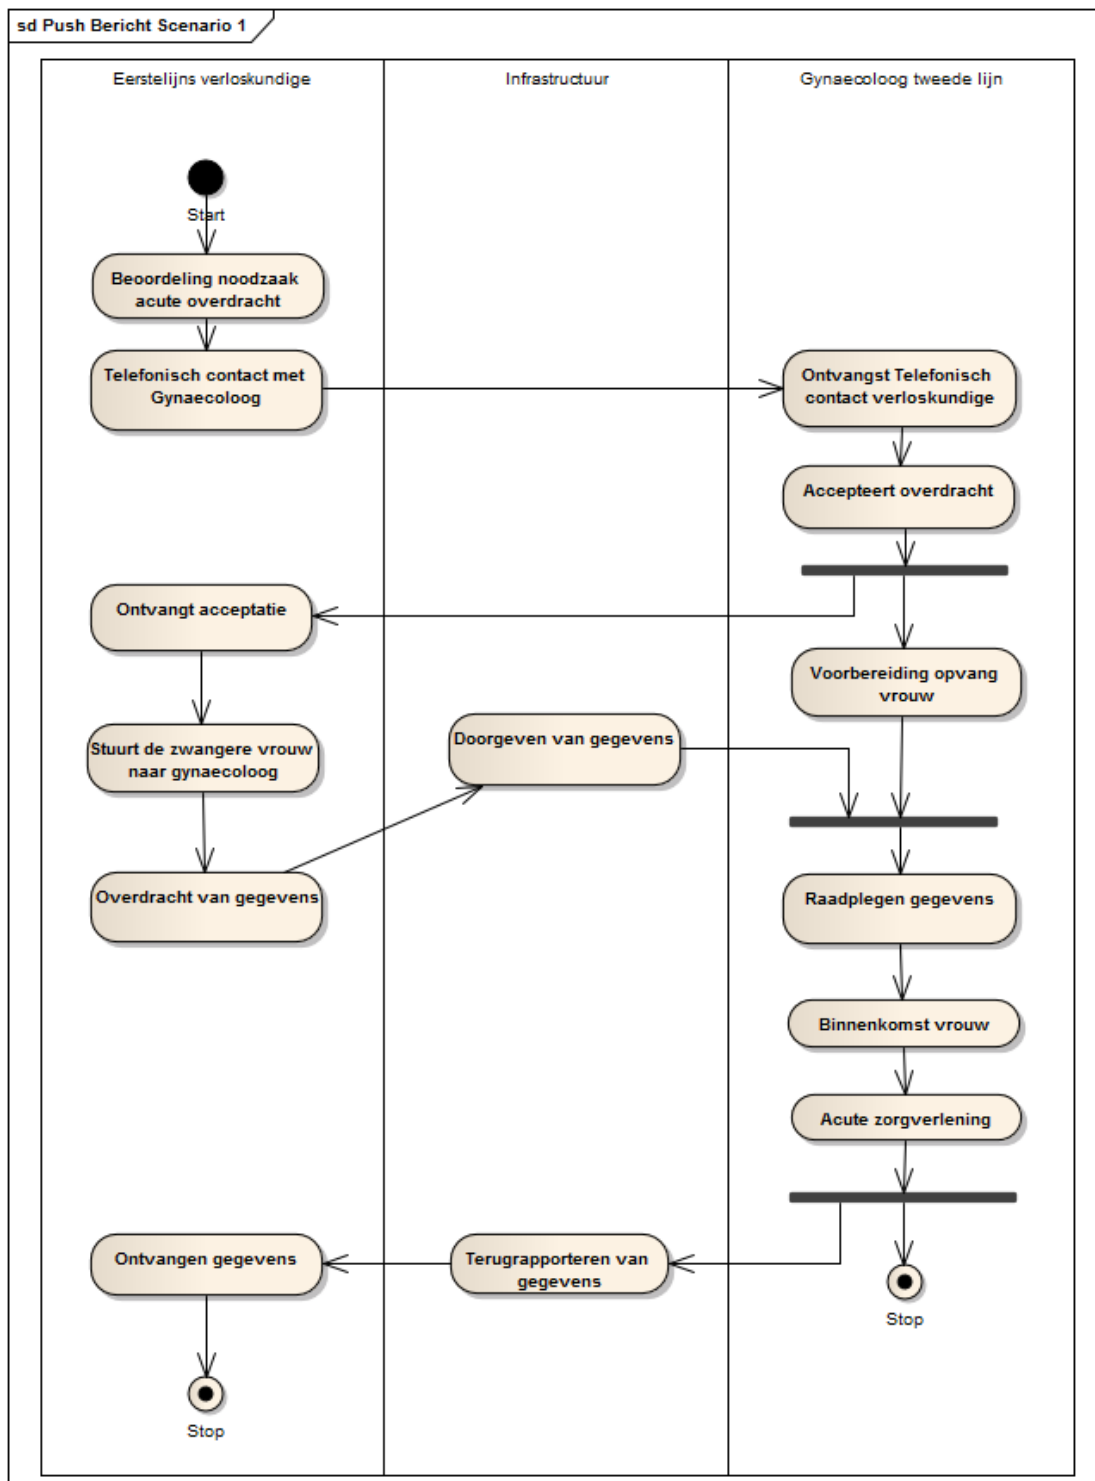 sd Push Bericht Scenario 1
Eerstelijns verloskundige
Infrastructuur
Gynaecoloog tweede lijn
Start
Beoordeling noodzaak
acute overdracht
Telefonisch contact met
Gynaecoloog
Ontvangst Telefonisch
contact verloskundige
Accepteert overdracht
Ontvangt acceptatie
Voorbereiding opvang
vrouw
Stuurt de zwangere vrouw
naar gynaecoloog
Doorgeven van gegevens
Overdracht van gegevens
Raadplegen gegevens
Binnenkomst vrouw
Acute zorgverlening
Ontvangen gegevens
Terugrapporteren van
gegevens
Stop
Stop